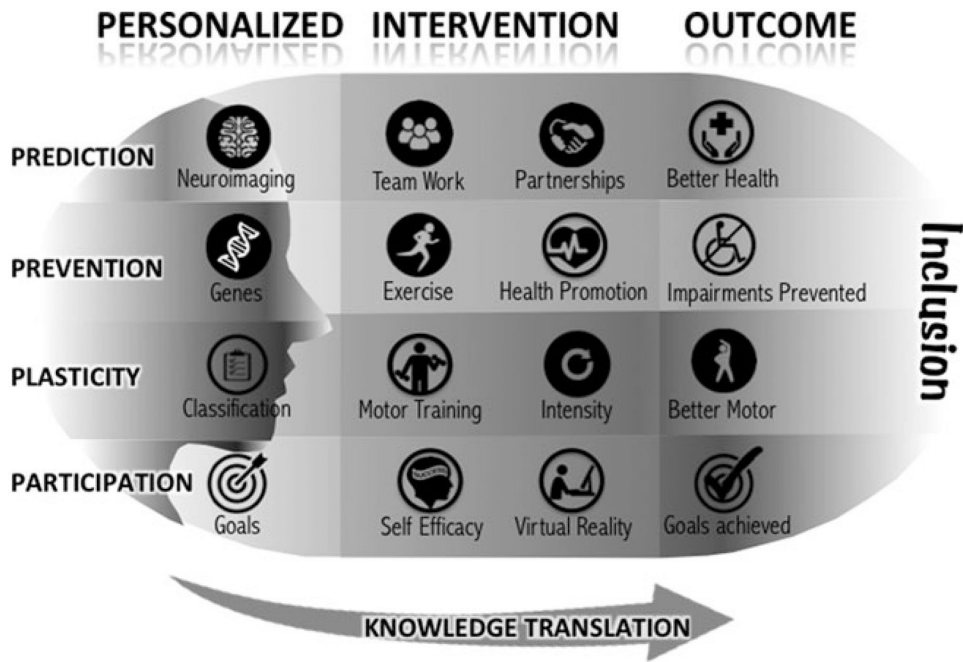 PERSONALIZED INTERVENTION OUTCOME
PREDICTION
Neuroimaging
Team Work
Partnerships
Better Health
PREVENTION
Genes
Exercise
Health Promotion
Impairments Prevented
PLASTICITY
Classification
Motor Training
Intensity
Better Motor
PARTICIPATION
Goals
SUCCESS
Self Efficacy
Virtual Reality
Goals achieved
Inclusion
KNOWLEDGE TRANSLATION